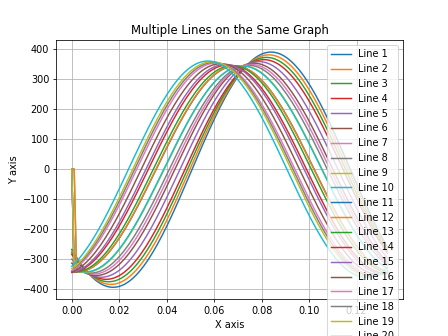 Multiple Lines on the Same Graph
Y axis
400
300
200
100
0
−100
−200
−300
−400
0.00
0.02
0.04
0.06
0.08
0.10
X axis
Line 1
Line 2
Line 3
Line 4
Line 5
Line 6
Line 7
Line 8
Line 9
Line 10
Line 11
Line 12
Line 13
Line 14
Line 15
Line 16
Line 17
Line 18
Line 19
Line 20